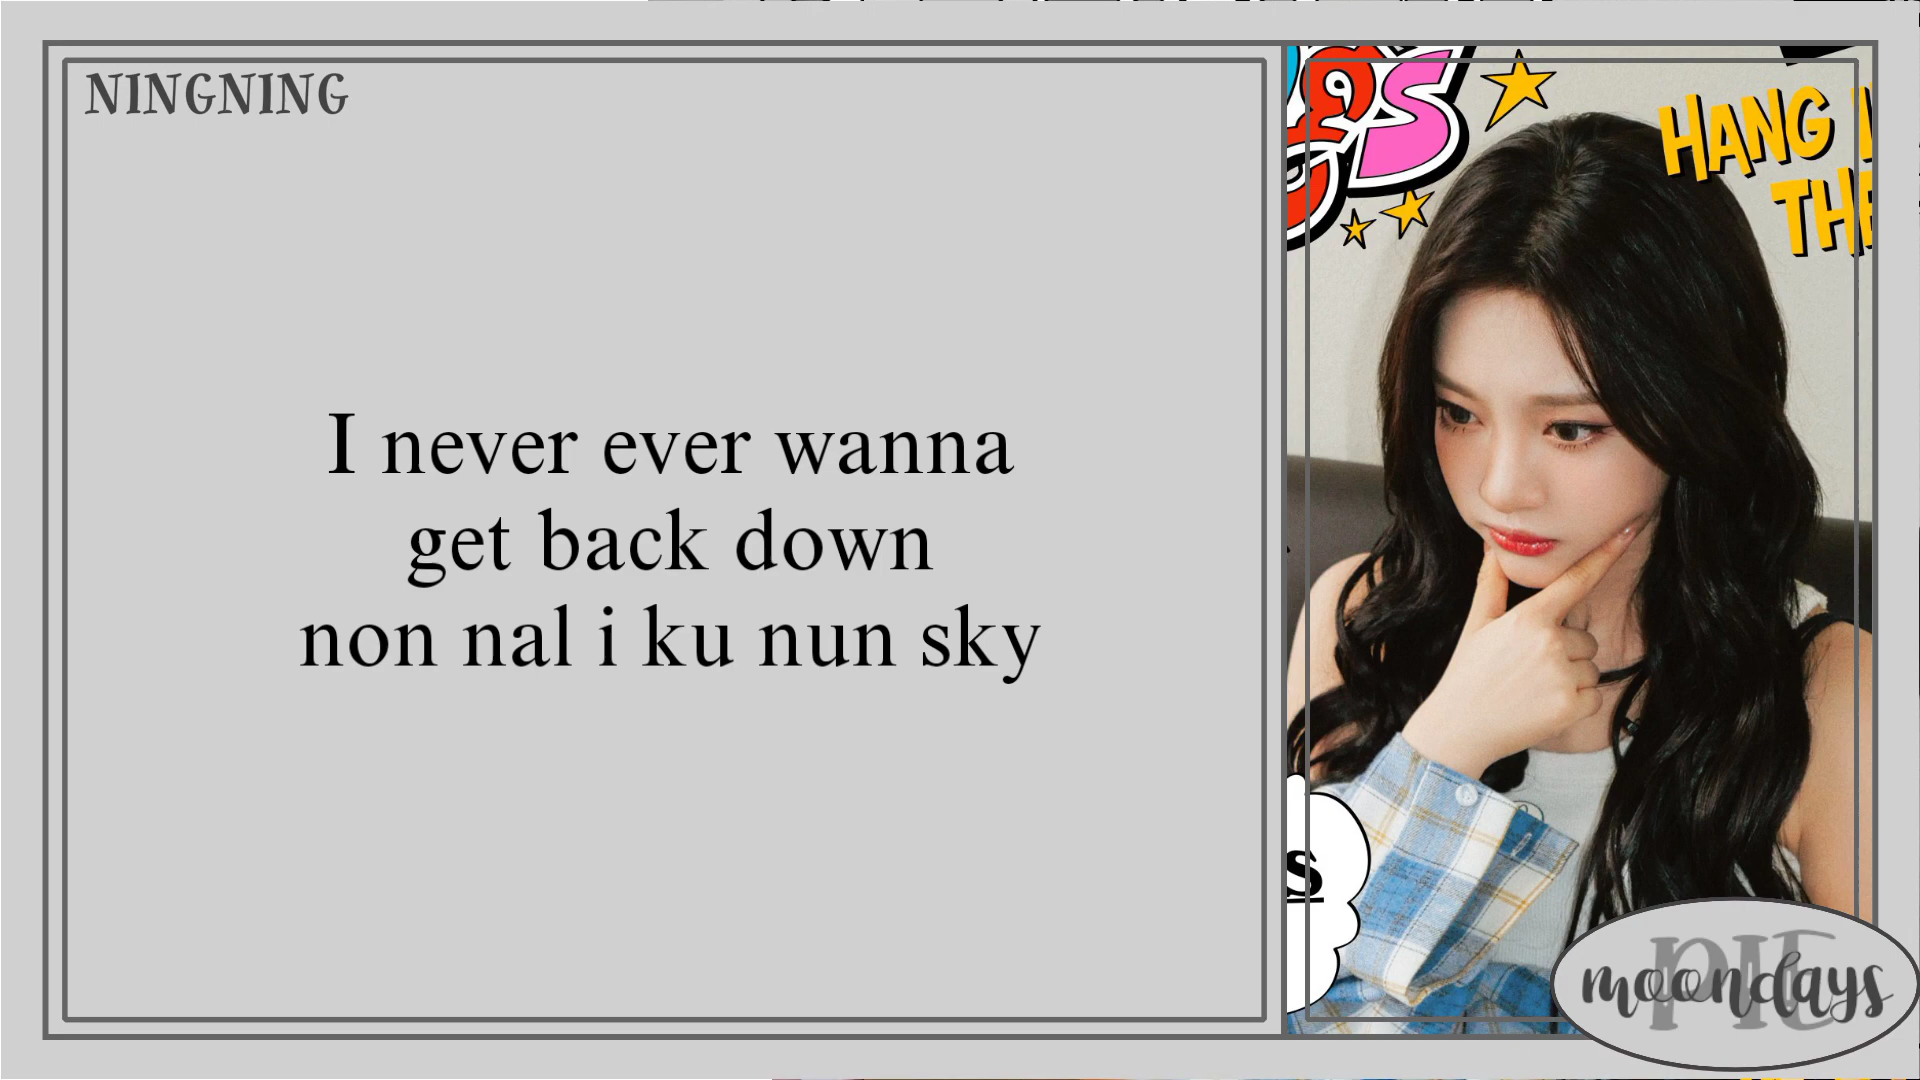 NINGNING
I never ever wanna
get back down
non nal i ku nun sky
HANG
THE
s
moondays